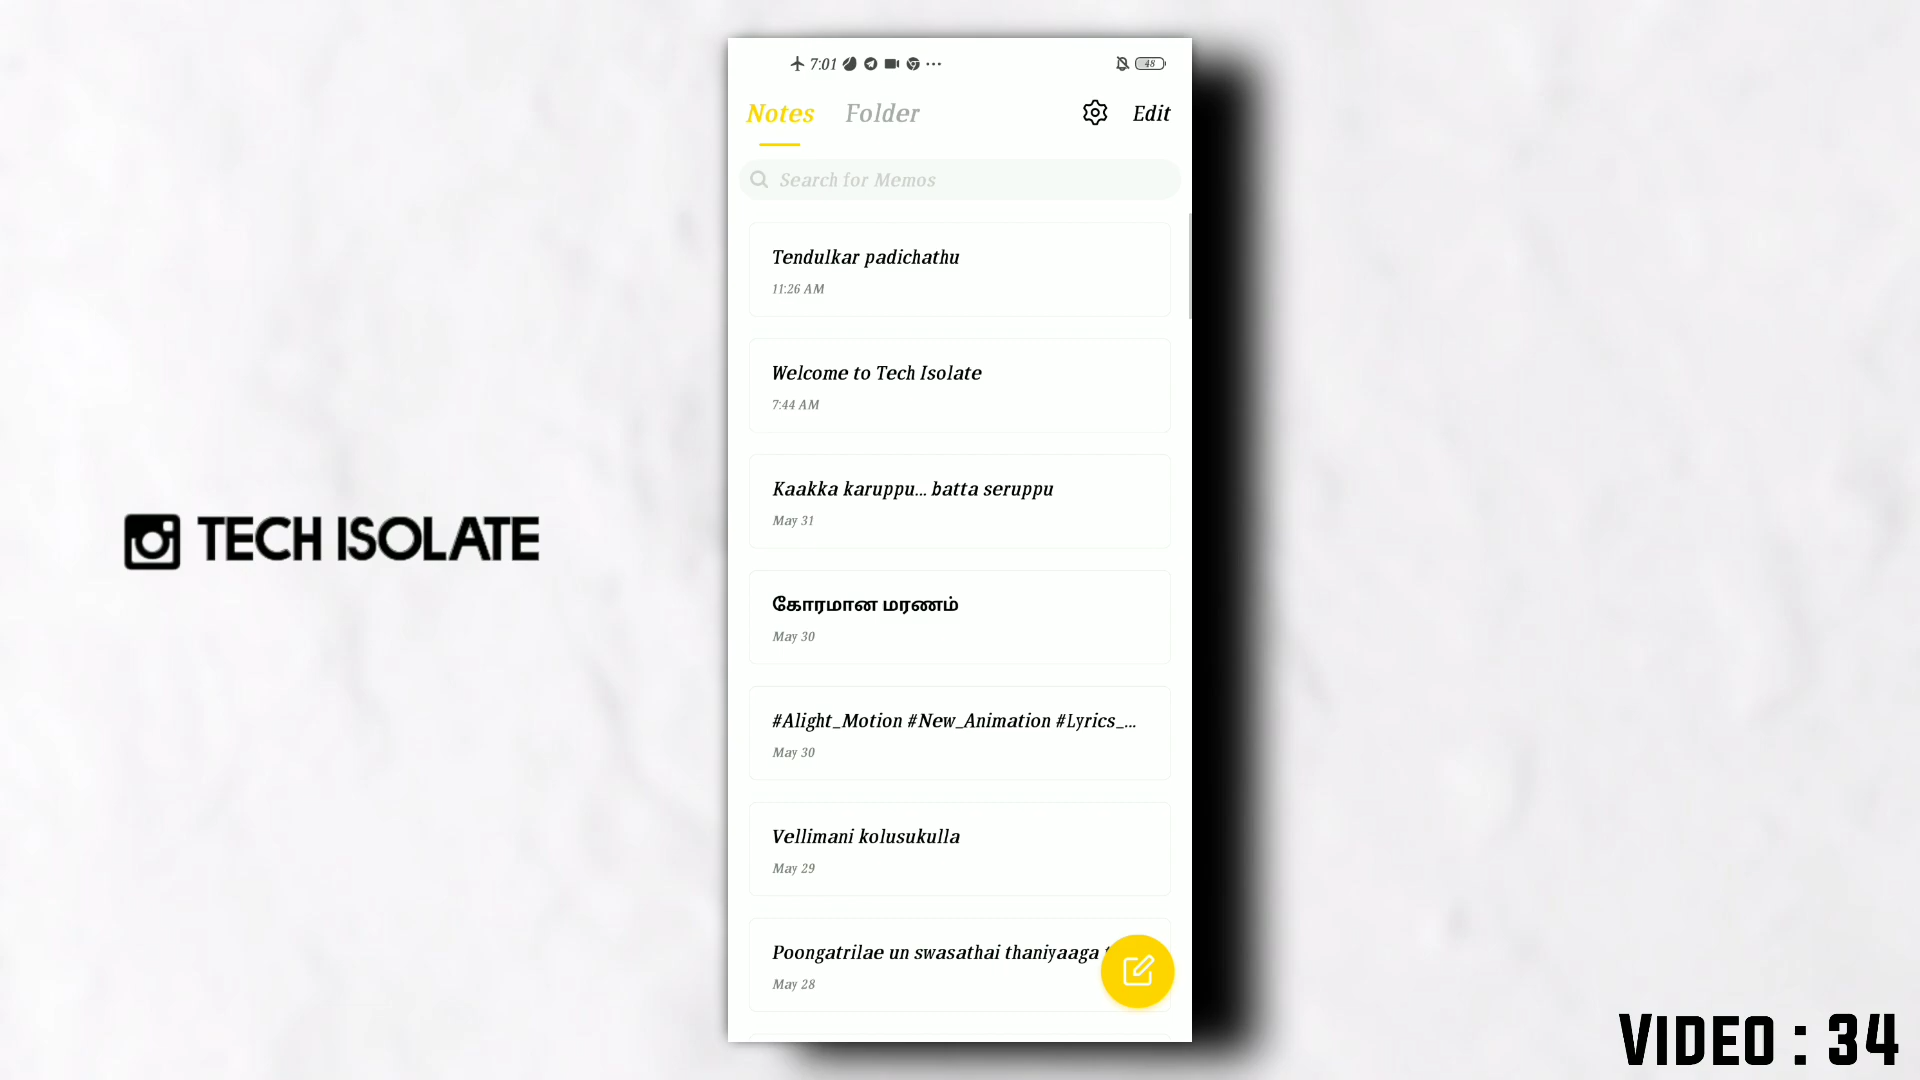 7:01
48
Notes Folder Edit
Search for Memos
Tendulkar padichathu
11:26 AM
Welcome to Tech Isolate
7:44 AM
Kaakka karuppu... batta seruppu
May 31
கோரமான மரணம்
May 30
#Alight_Motion #New_Animation #Lyrics_...
May 30
Vellimani kolusukulla
May 29
Poongatrilae un swasathai thaniyaaga
May 28
TECH ISOLATE
VIDEO : 34